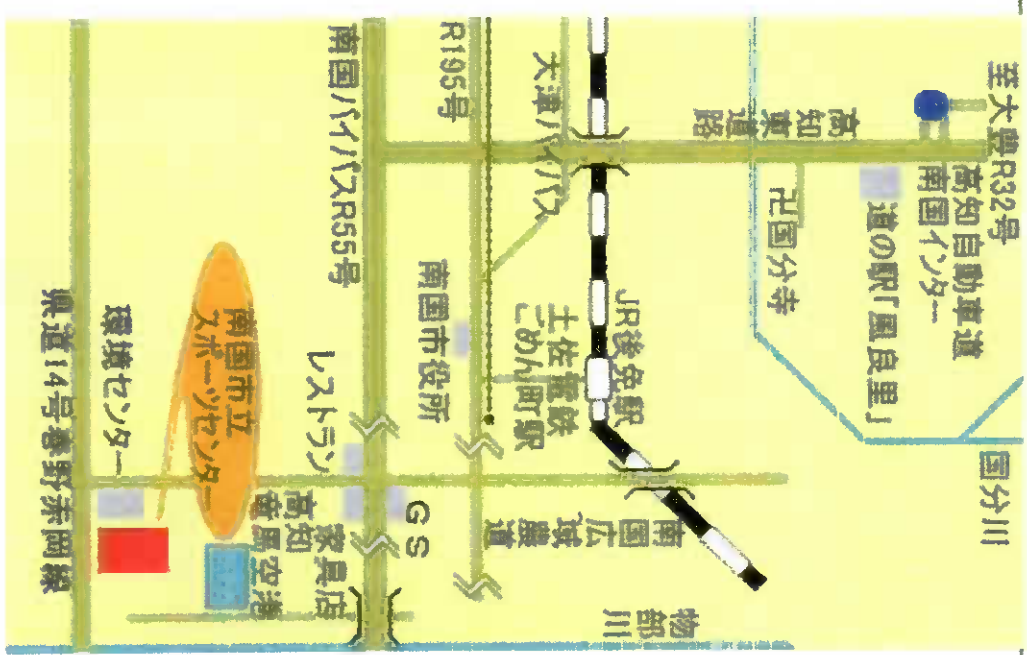 至大豊R32号
高知自動車道
南国インター
国分川
道の駅「風良里」
高知東道路
卍国分寺
JR後免駅
土佐電鉄
ごめん町駅
物部川
南国広域農道
大津バイパス
R195号
南国市役所
GS
南国バイパスR55号
レストラン
家具店
高知
竜馬空港
南国市立
スポーツセンター
環境センター
県道14号春野赤岡線